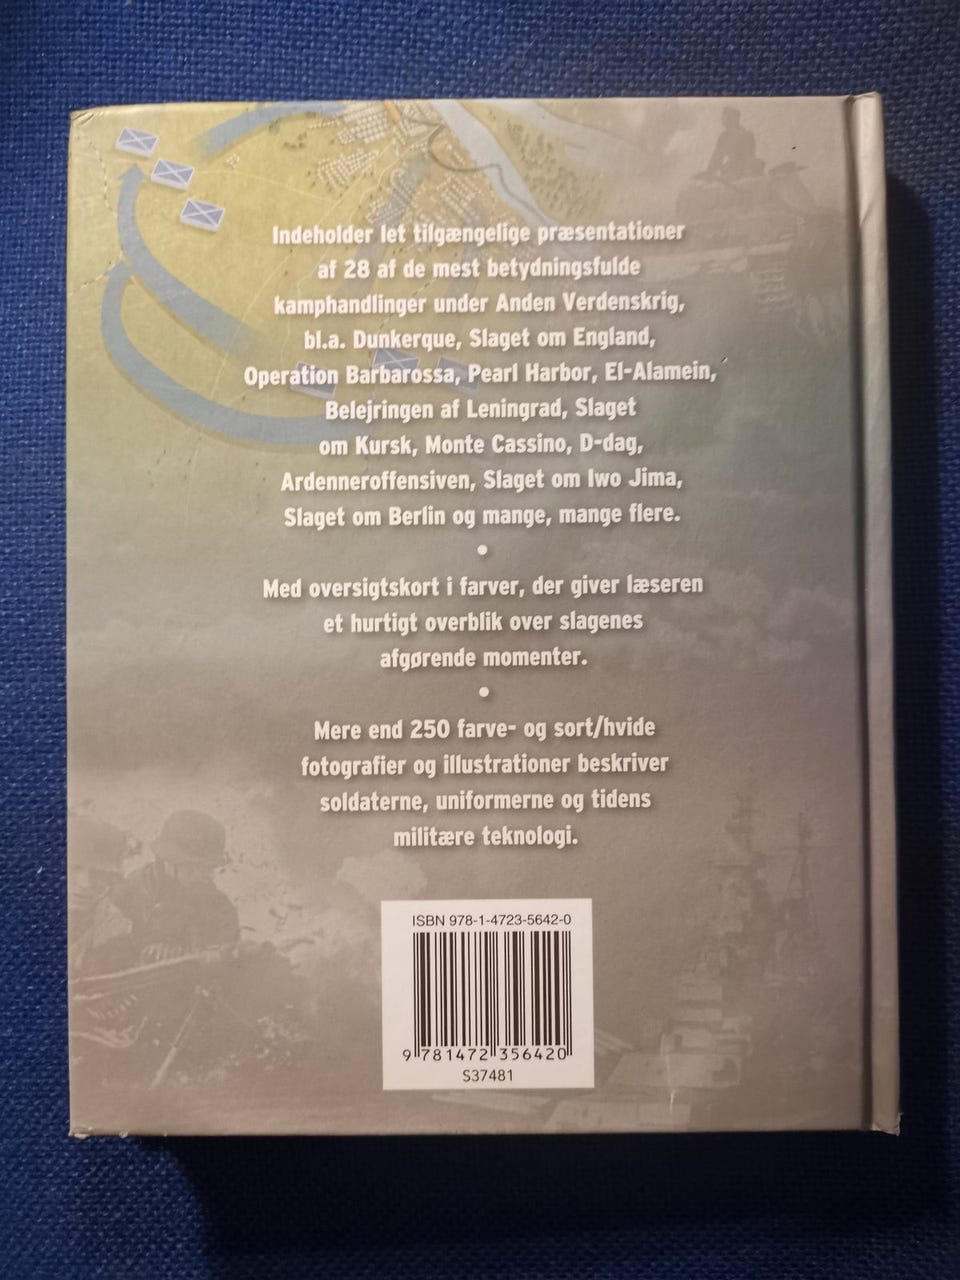 Indeholder let tilgængelige præsentationer
af 28 af de mest betydningsfulde
kamphandlinger under Anden Verdenskrig,
bl.a. Dunkerque, Slaget om England,
Operation Barbarossa, Pearl Harbor, El-Alamein,
Belejringen af Leningrad, Slaget
om Kursk, Monte Cassino, D-dag,
Ardenneroffensiven, Slaget om Iwo Jima,
Slaget om Berlin og mange, mange flere.
•
Med oversigtskort i farver, der giver læseren
et hurtigt overblik over slagenes
afgørende momenter.
•
Mere end 250 farve- og sort/hvide
fotografier og illustrationer beskriver
soldaterne, uniformerne og tidens
militære teknologi.
ISBN 978-1-4723-5642-0
9 781472 356420
S37481